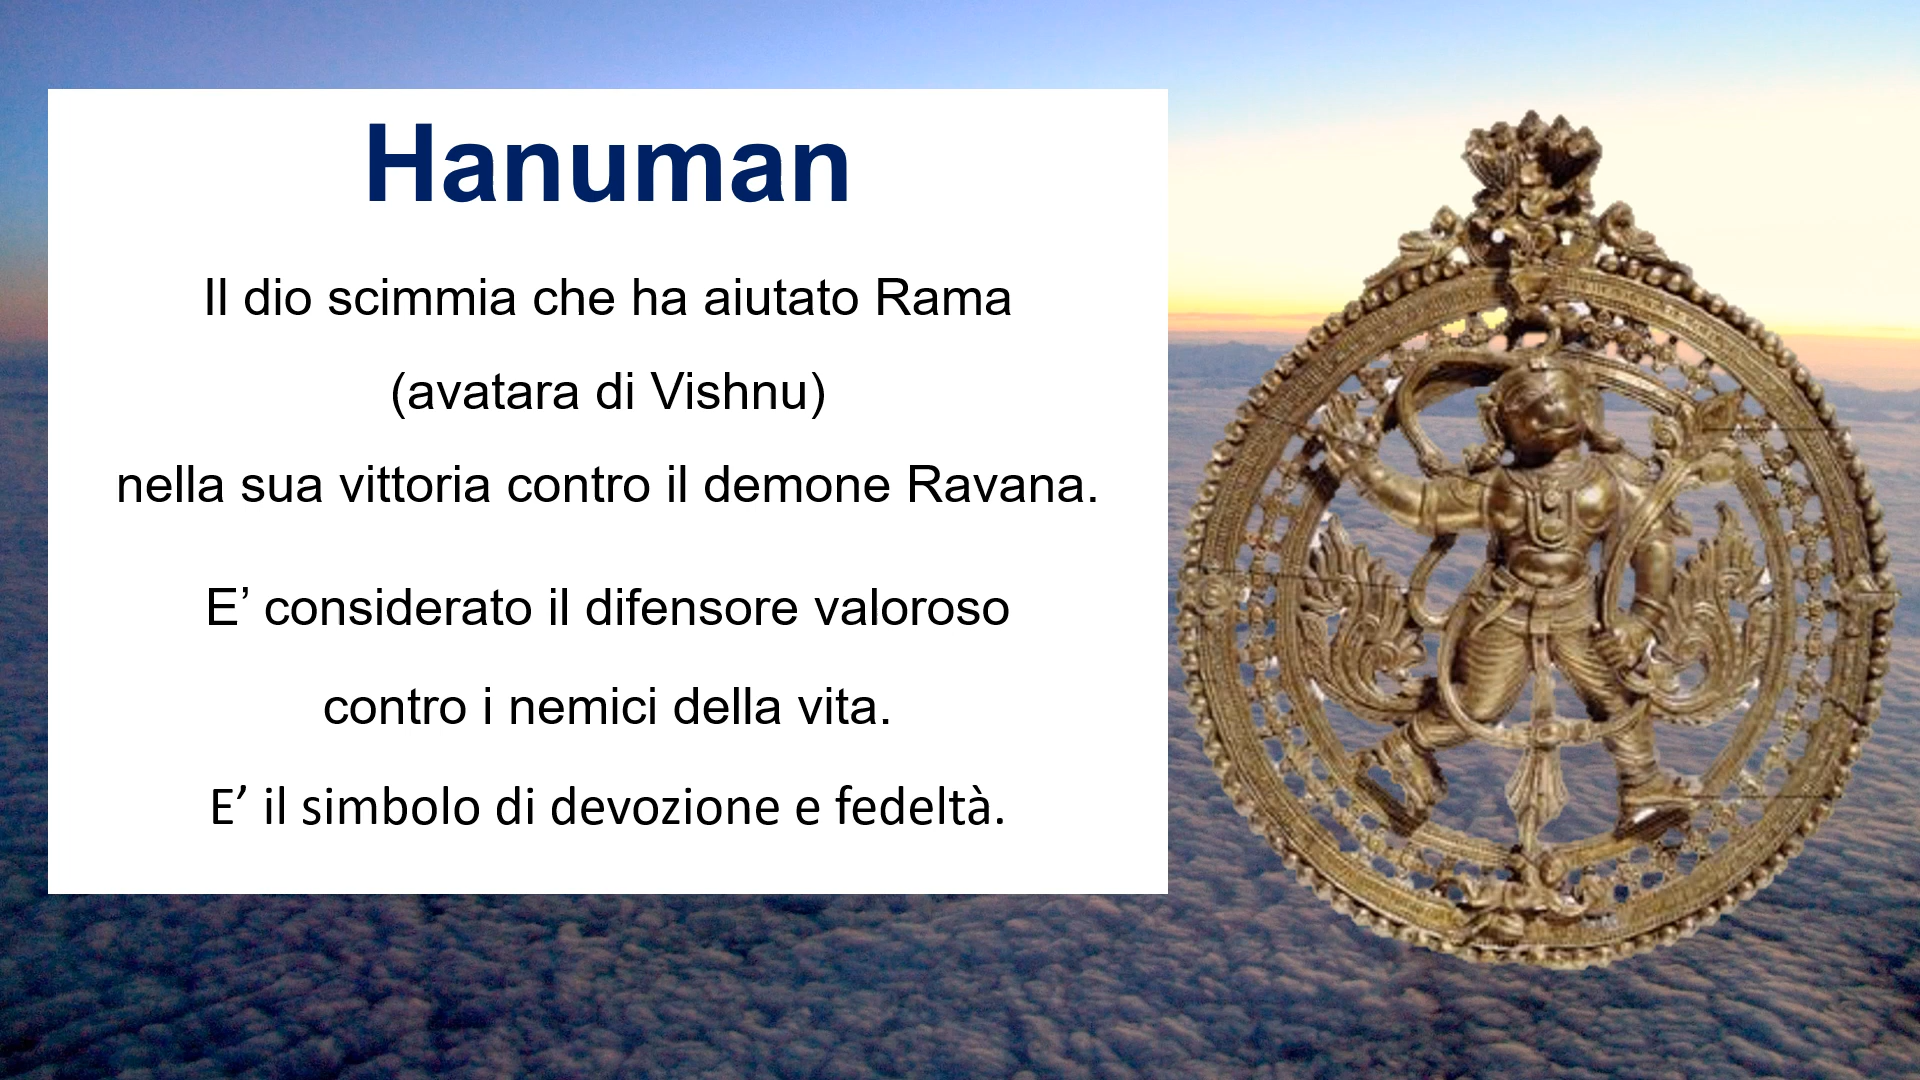 Hanuman
Il dio scimmia che ha aiutato Rama
(avatara di Vishnu)
nella sua vittoria contro il demone Ravana.
E’ considerato il difensore valoroso
contro i nemici della vita.
E’ il simbolo di devozione e fedeltà.